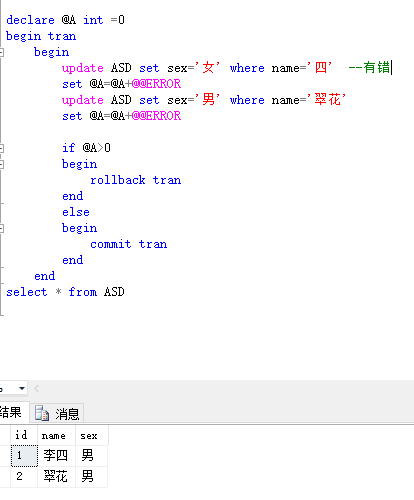 declare @A int =0
begin tran
begin
update ASD set sex='女' where name='四' --有错
set @A=@A+@@ERROR
update ASD set sex='男' where name='翠花'
set @A=@A+@@ERROR
if @A>0
begin
rollback tran
end
else
begin
commit tran
end
end
select * from ASD
结果 消息
id name sex
1 李四 男
2 翠花 男